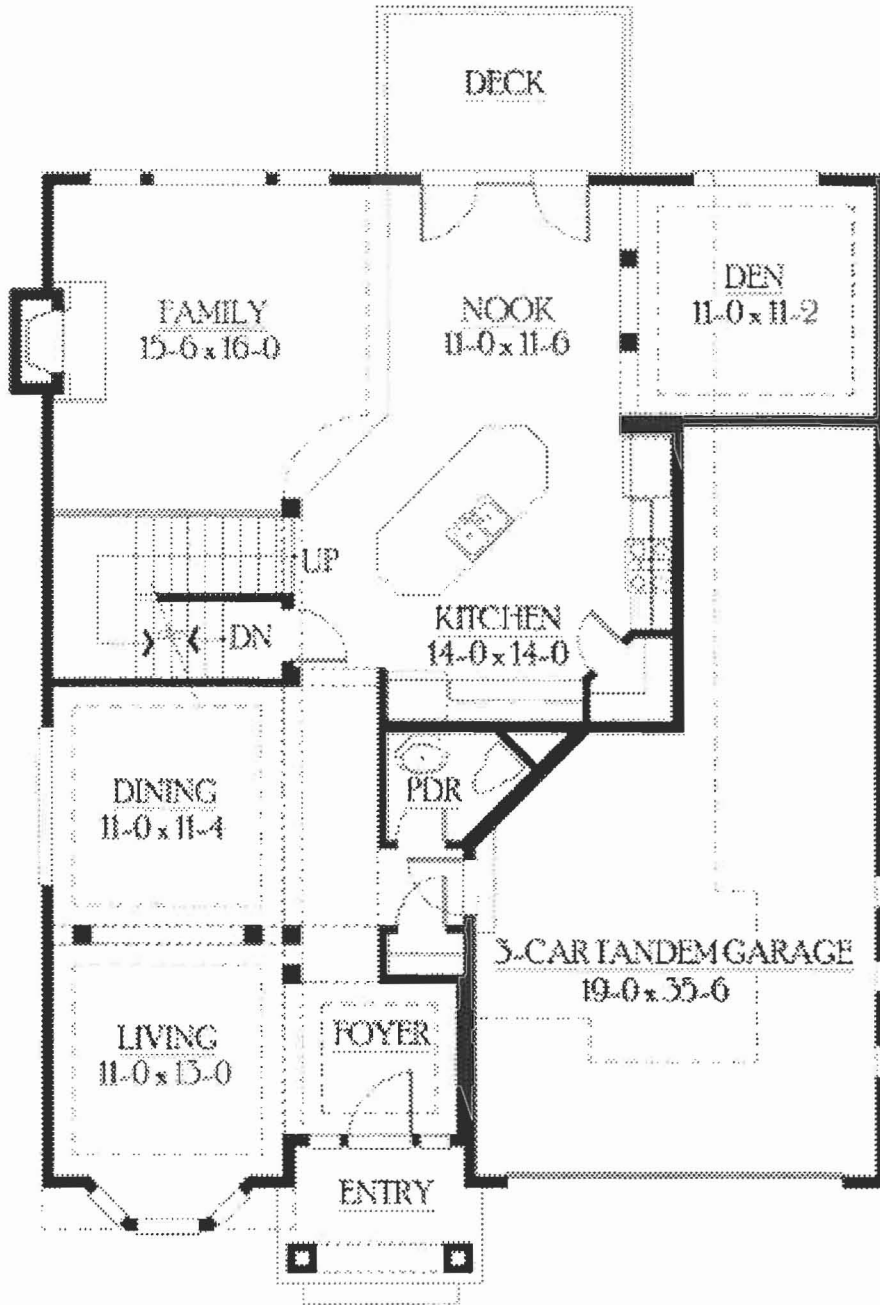 DECK
FAMILY
15-6 x 16-0
NOOK
11-0 x 11-6
DEN
11-0 x 11-2
UP
DN
KITCHEN
14-0 x 14-0
DINING
11-0 x 11-4
PDR
3-CAR TANDEM GARAGE
19-0 x 35-6
LIVING
11-0 x 13-0
FOYER
ENTRY